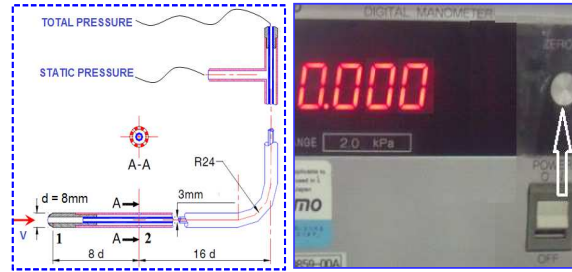 TOTAL PRESSURE
STATIC PRESSURE
A-A
R24
d = 8mm
A
3mm
V
1
A
2
8 d
16 d
DIGITAL MANOMETER
ZERO
0.000
2.0 kPa
POWER
OFF